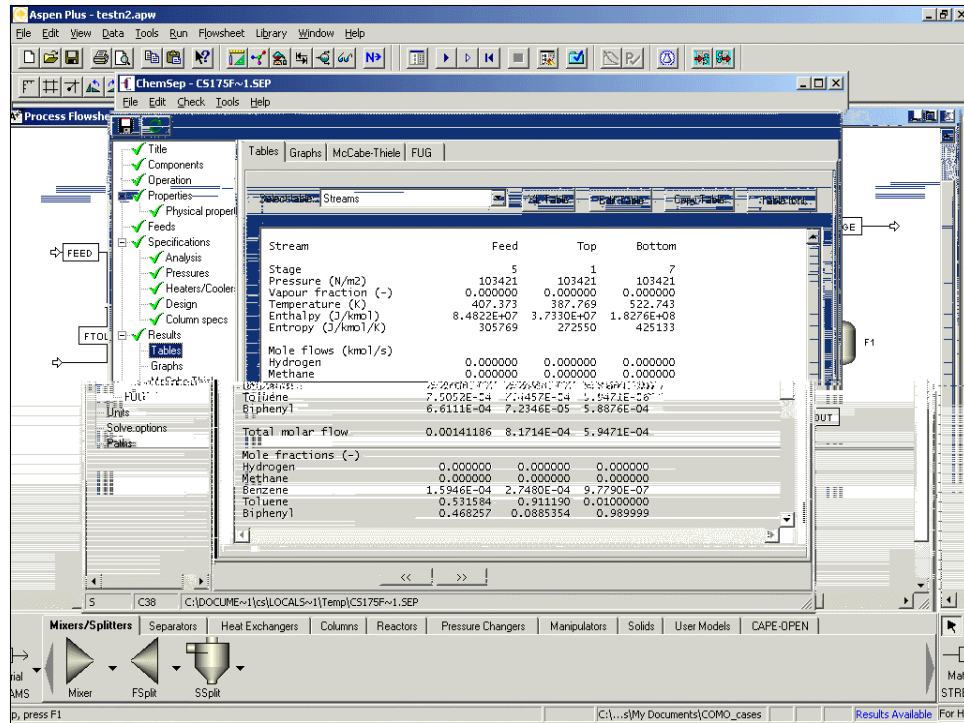 Aspen Plus - testn2.apw
File Edit View Data Tools Run Flowsheet Library Window Help
ChemSep - CS175F~1.SEP
File Edit Check Tools Help
Process Flowshe
Title
Components
Operation
Properties
Physical propert
Feeds
Specifications
Analysis
Pressures
Heaters/Cooler
Design
Column specs
Results
Tables
Graphs
FUG
Units
Solve options
Paths
FEED
FTOL
Tables Graphs McCabe-Thiele FUG
Streams
Stream Feed Top Bottom
Stage 5 1 7
Pressure (N/m2) 103421 103421 103421
Vapour fraction (-) 0.000000 0.000000 0.000000
Temperature (K) 407.373 387.769 522.743
Enthalpy (J/kmol) 8.4822E+07 3.7330E+07 1.8276E+08
Entropy (J/kmol/K) 305769 272550 425133
Mole flows (kmol/s)
Hydrogen 0.000000 0.000000 0.000000
Methane 0.000000 0.000000 0.000000
Toluene 7.5052E-04
Biphenyl 6.6111E-04 7.2346E-05 5.8876E-04
Total molar flow 0.00141186 8.1714E-04 5.9471E-04
Mole fractions (-)
Hydrogen 0.000000 0.000000 0.000000
Methane 0.000000 0.000000 0.000000
Benzene 1.5946E-04 2.7480E-04 9.7790E-07
Toluene 0.531584 0.911190 0.01000000
Biphenyl 0.468257 0.0885354 0.989999
GE
F1
OUT
<< >>
S C38 C:\DOCUME~1\cs\LOCALS~1\Temp\CS175F~1.SEP
Mixers/Splitters Separators Heat Exchangers Columns Reactors Pressure Changers Manipulators Solids User Models CAPE-OPEN
rial
AMS
Mixer FSplit SSplit
Mat
STRE
p, press F1
C:\...s\My Documents\COMO_cases Results Available For H